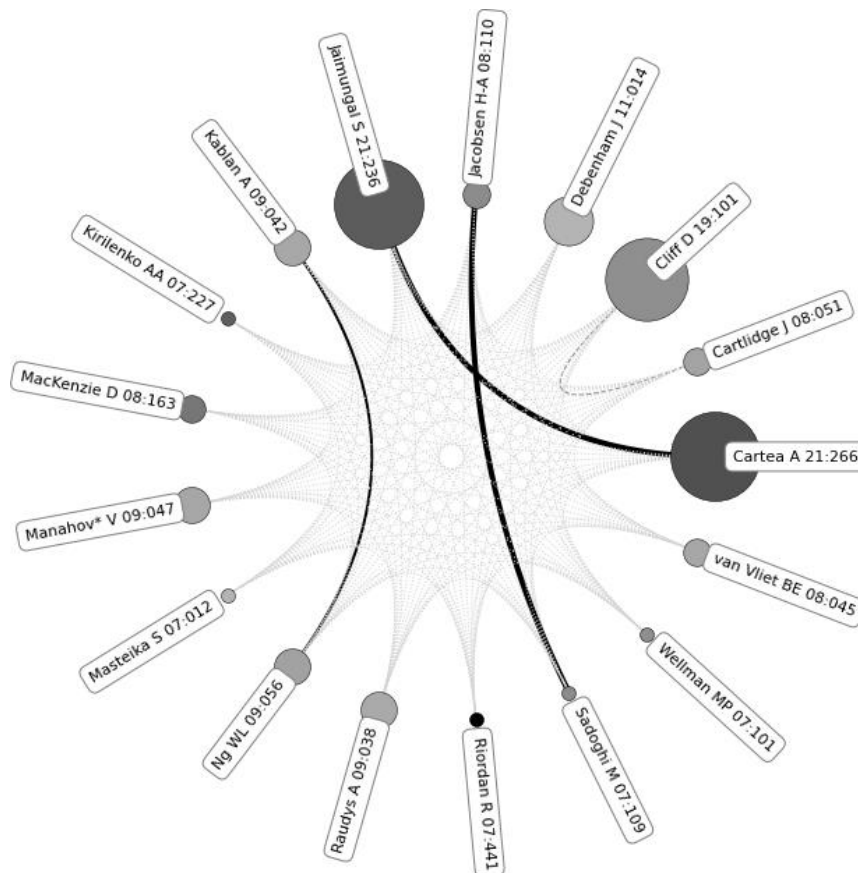 Jacobsen H-A 08:110
Jaimungal S 21:236
Debenham J 11:014
Kablan A 09:042
Cliff D 19:101
Kirilenko AA 07:227
Cartlidge J 08:051
MacKenzie D 08:163
Cartea A 21:266
Manahov* V 09:047
van Vliet BE 08:045
Masteika S 07:012
Wellman MP 07:101
Ng WL 09:056
Sadoghi M 07:109
Raudys A 09:038
Riordan R 07:441